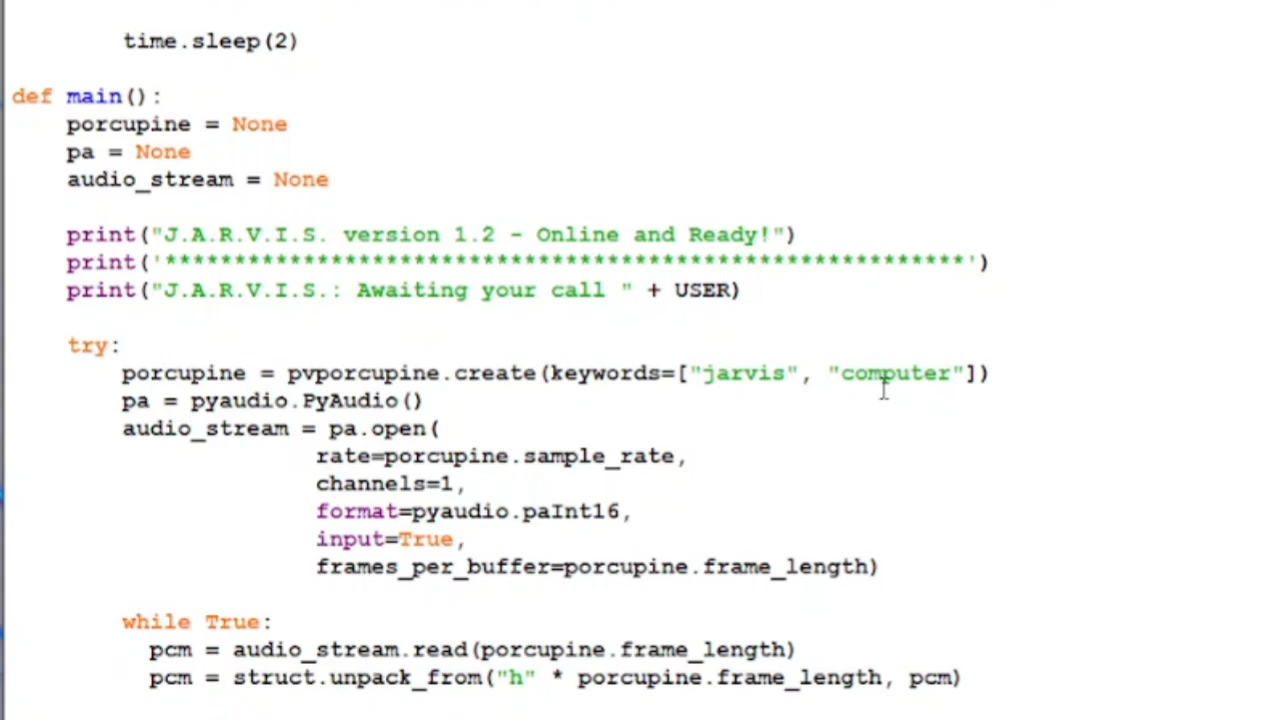 time.sleep(2)
def main():
porcupine = None
pa = None
audio_stream = None
print("J.A.R.V.I.S. version 1.2 - Online and Ready!")
print('**********************************************************')
print("J.A.R.V.I.S.: Awaiting your call " + USER)
try:
porcupine = pvporcupine.create(keywords=["jarvis", "computer"])
pa = pyaudio.PyAudio()
audio_stream = pa.open(
rate=porcupine.sample_rate,
channels=1,
format=pyaudio.paInt16,
input=True,
frames_per_buffer=porcupine.frame_length)
while True:
pcm = audio_stream.read(porcupine.frame_length)
pcm = struct.unpack_from("h" * porcupine.frame_length, pcm)